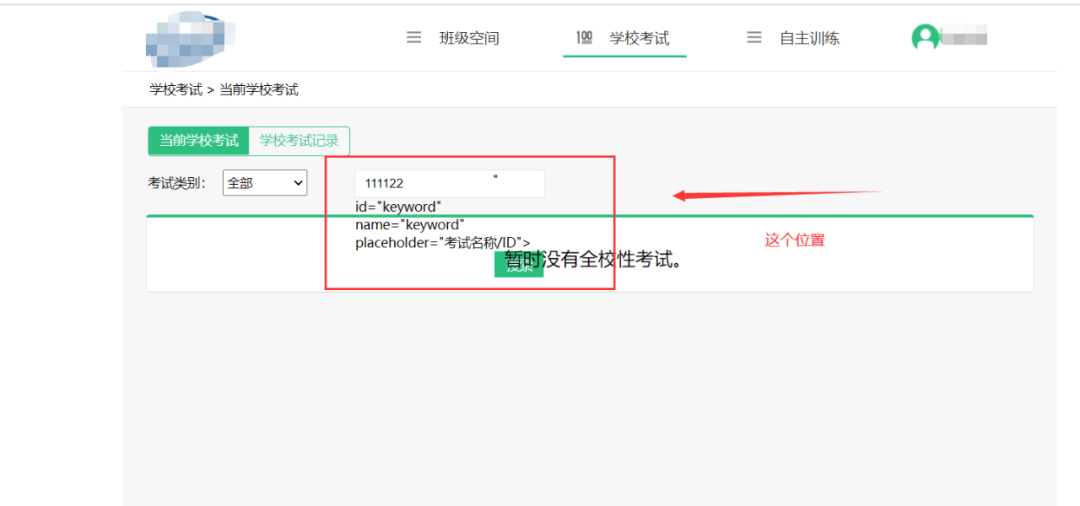 班级空间
100 学校考试
自主训练
学校考试 > 当前学校考试
当前学校考试 学校考试记录
考试类别： 全部
111122 "
id="keyword"
name="keyword"
placeholder="考试名称/ID">
这个位置
暂时没有全校性考试。